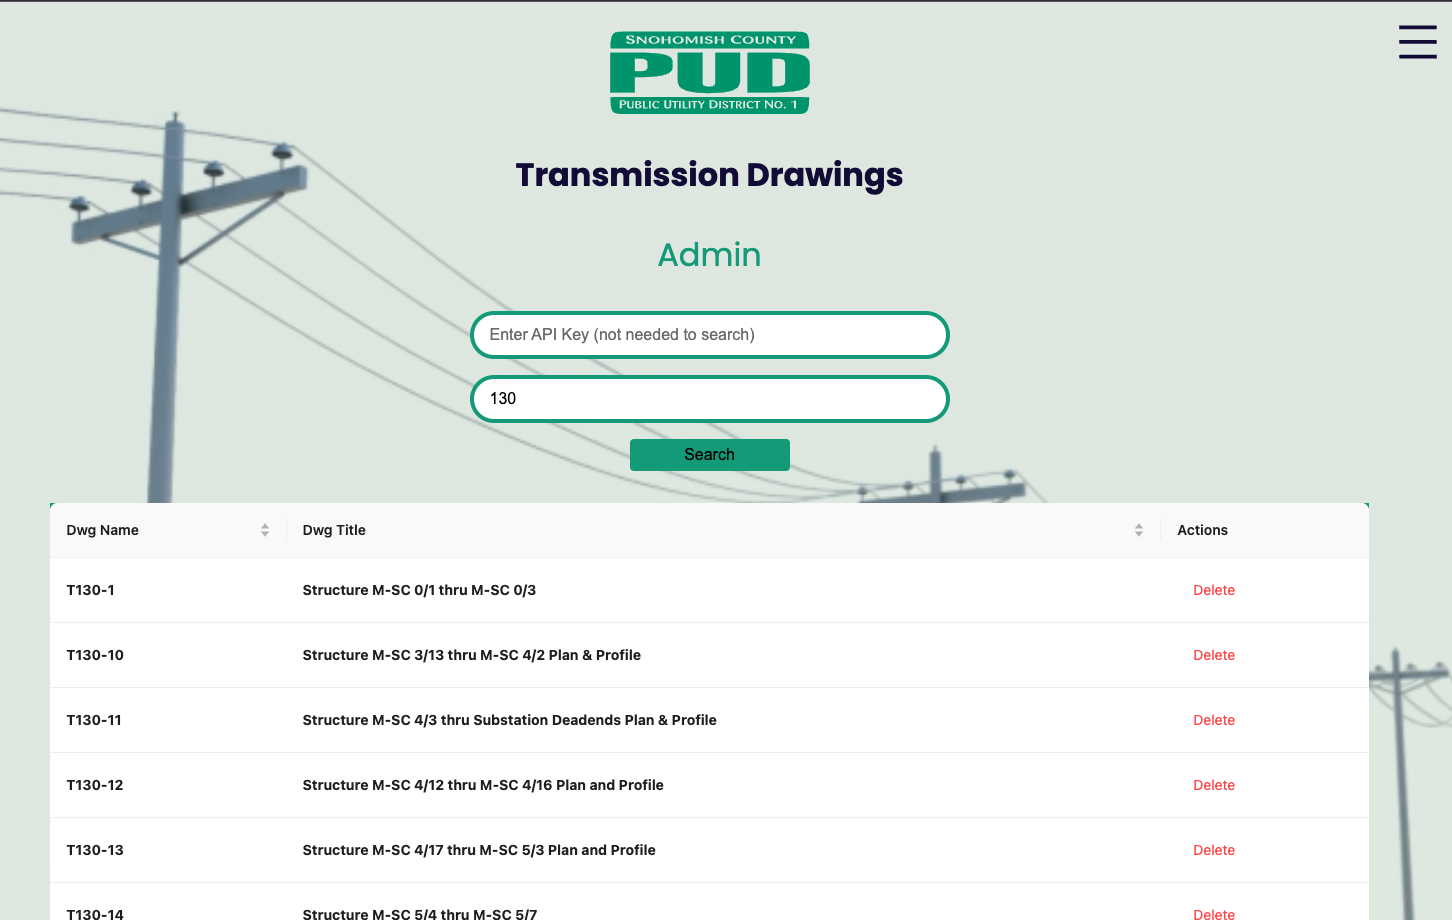 SNOHOMISH COUNTY
PUD
PUBLIC UTILITY DISTRICT NO. 1
Transmission Drawings
Admin
Enter API Key (not needed to search)
130
Search
Dwg Name Dwg Title Actions
T130-1 Structure M-SC 0/1 thru M-SC 0/3 Delete
T130-10 Structure M-SC 3/13 thru M-SC 4/2 Plan & Profile Delete
T130-11 Structure M-SC 4/3 thru Substation Deadends Plan & Profile Delete
T130-12 Structure M-SC 4/12 thru M-SC 4/16 Plan and Profile Delete
T130-13 Structure M-SC 4/17 thru M-SC 5/3 Plan and Profile Delete
T130-14 Structure M-SC 5/4 thru M-SC 5/7 Delete